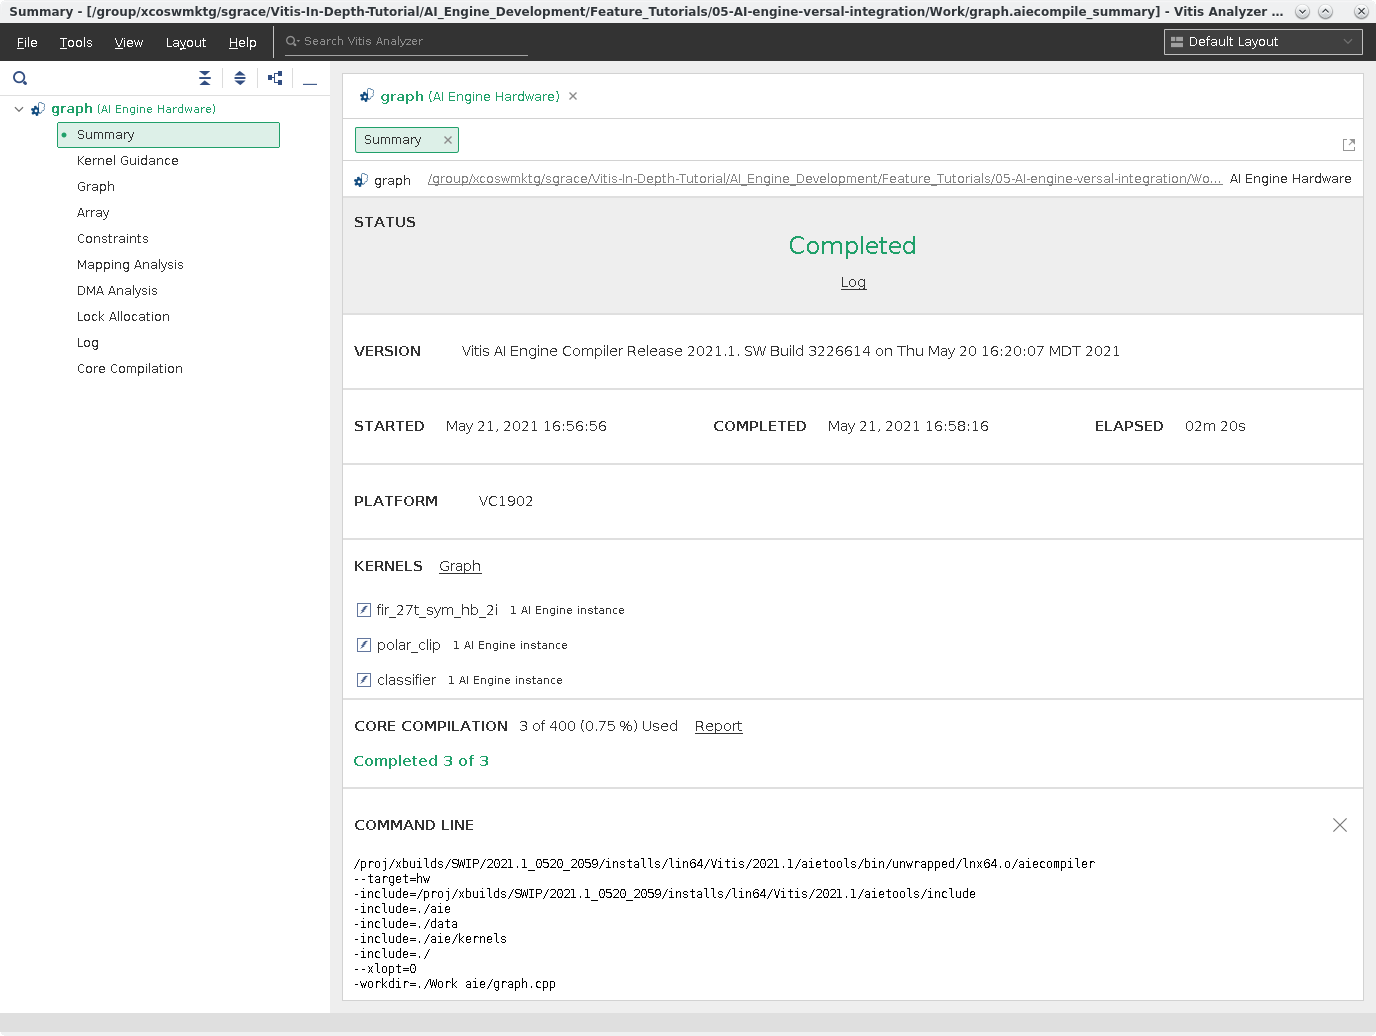 Summary - [/group/xcoswmktg/sgrace/Vitis-In-Depth-Tutorial/AI_Engine_Development/Feature_Tutorials/05-AI-engine-versal-integration/Work/graph.aiecompile_summary] - Vitis Analyzer ...
File Tools View Layout Help Search Vitis Analyzer Default Layout
graph (AI Engine Hardware)
Summary
Kernel Guidance
Graph
Array
Constraints
Mapping Analysis
DMA Analysis
Lock Allocation
Log
Core Compilation
graph (AI Engine Hardware)
Summary
graph /group/xcoswmktg/sgrace/Vitis-In-Depth-Tutorial/AI_Engine_Development/Feature_Tutorials/05-AI-engine-versal-integration/Wo... AI Engine Hardware
STATUS
Completed
Log
VERSION Vitis AI Engine Compiler Release 2021.1. SW Build 3226614 on Thu May 20 16:20:07 MDT 2021
STARTED May 21, 2021 16:56:56 COMPLETED May 21, 2021 16:58:16 ELAPSED 02m 20s
PLATFORM VC1902
KERNELS Graph
fir_27t_sym_hb_2i 1 AI Engine instance
polar_clip 1 AI Engine instance
classifier 1 AI Engine instance
CORE COMPILATION 3 of 400 (0.75 %) Used Report
Completed 3 of 3
COMMAND LINE
/proj/xbuilds/SWIP/2021.1_0520_2059/installs/lin64/Vitis/2021.1/aietools/bin/unwrapped/lnx64.o/aiecompiler
--target=hw
-include=/proj/xbuilds/SWIP/2021.1_0520_2059/installs/lin64/Vitis/2021.1/aietools/include
-include=./aie
-include=./data
-include=./aie/kernels
-include=./
--xlopt=0
-workdir=./Work aie/graph.cpp